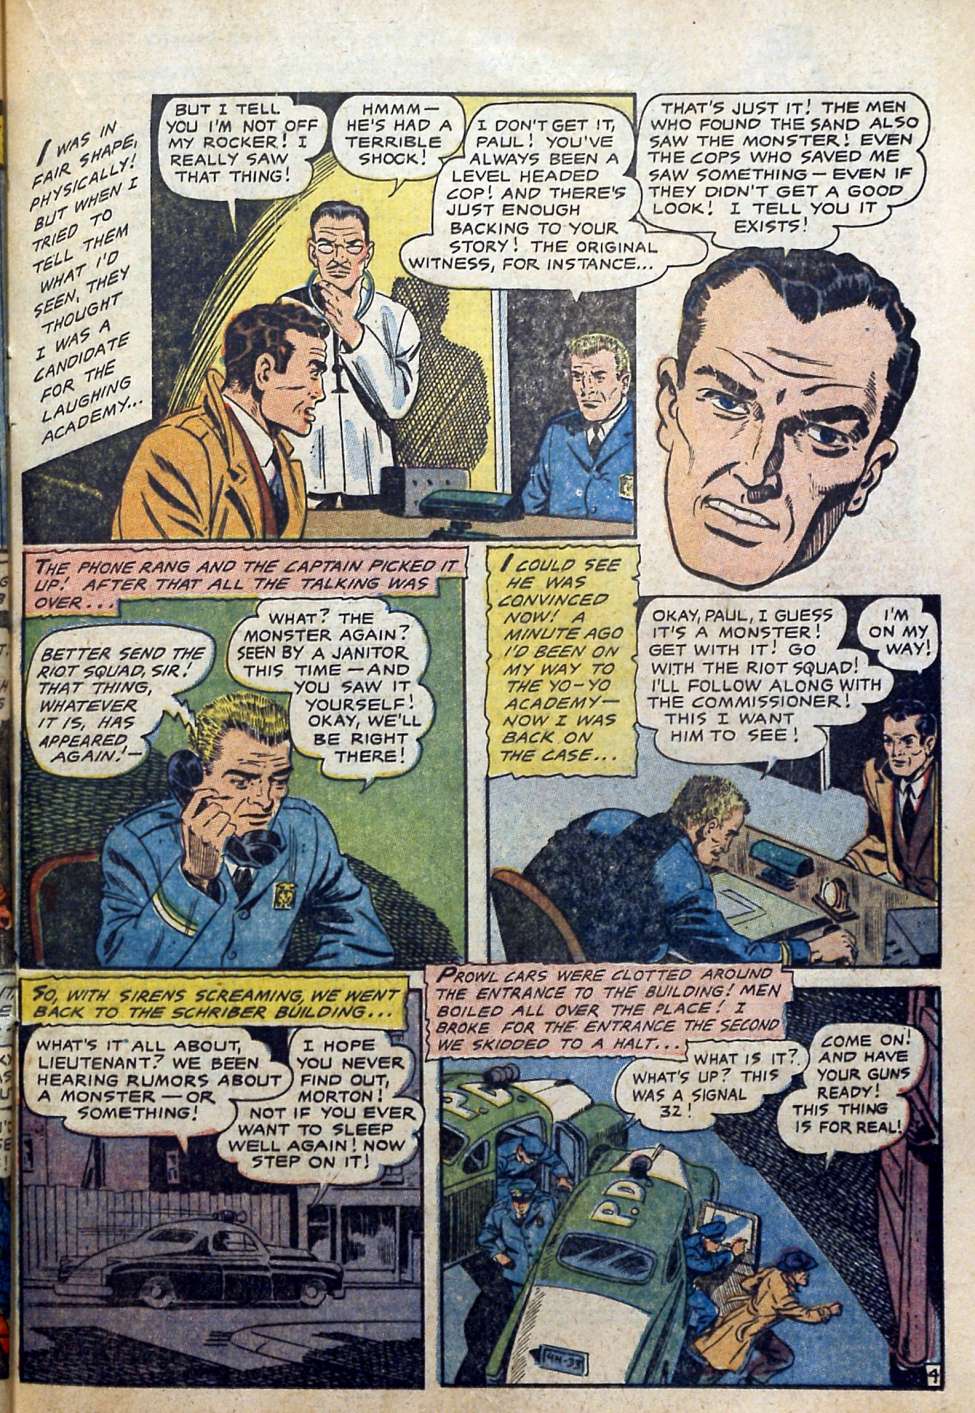 I WAS IN
FAIR SHAPE,
PHYSICALLY!
BUT WHEN I
TRIED TO
TELL THEM
WHAT I'D
SEEN, THEY
THOUGHT
I WAS A
CANDIDATE
FOR THE
LAUGHING
ACADEMY...
BUT I TELL
YOU I'M NOT OFF
MY ROCKER! I
REALLY SAW
THAT THING!
HMMM—
HE'S HAD A
TERRIBLE
SHOCK!
I DON'T GET IT,
PAUL! YOU'VE
ALWAYS BEEN A
LEVEL HEADED
COP! AND THERE'S
JUST ENOUGH
BACKING TO YOUR
STORY! THE ORIGINAL
WITNESS, FOR INSTANCE...
THAT'S JUST IT! THE MEN
WHO FOUND THE SAND ALSO
SAW THE MONSTER! EVEN
THE COPS WHO SAVED ME
SAW SOMETHING—EVEN IF
THEY DIDN'T GET A GOOD
LOOK! I TELL YOU IT
EXISTS!
THE PHONE RANG AND THE CAPTAIN PICKED IT
UP! AFTER THAT ALL THE TALKING WAS
OVER...
BETTER SEND THE
RIOT SQUAD, SIR!
THAT THING,
WHATEVER
IT IS, HAS
APPEARED
AGAIN!—
WHAT? THE
MONSTER AGAIN?
SEEN BY A JANITOR
THIS TIME—AND
YOU SAW IT
YOURSELF!
OKAY, WE'LL
BE RIGHT
THERE!
I COULD SEE
HE WAS
CONVINCED
NOW! A
MINUTE AGO
I'D BEEN ON
MY WAY TO
THE YO-YO
ACADEMY—
NOW I WAS
BACK ON
THE CASE...
OKAY, PAUL, I GUESS
IT'S A MONSTER!
GET WITH IT! GO
WITH THE RIOT SQUAD!
I'LL FOLLOW ALONG WITH
THE COMMISSIONER!
THIS I WANT
HIM TO SEE!
I'M
ON MY
WAY!
SO, WITH SIRENS SCREAMING, WE WENT
BACK TO THE SCHRIBER BUILDING...
WHAT'S IT ALL ABOUT,
LIEUTENANT? WE BEEN
HEARING RUMORS ABOUT
A MONSTER—OR
SOMETHING!
I HOPE
YOU NEVER
FIND OUT,
MORTON!
NOT IF YOU EVER
WANT TO SLEEP
WELL AGAIN! NOW
STEP ON IT!
PROWL CARS WERE CLOTTED AROUND
THE ENTRANCE TO THE BUILDING! MEN
BOILED ALL OVER THE PLACE! I
BROKE FOR THE ENTRANCE THE SECOND
WE SKIDDED TO A HALT...
WHAT IS IT?
WHAT'S UP? THIS
WAS A SIGNAL
32!
COME ON!
AND HAVE
YOUR GUNS
READY!
THIS THING
IS FOR REAL!
P.D.
4